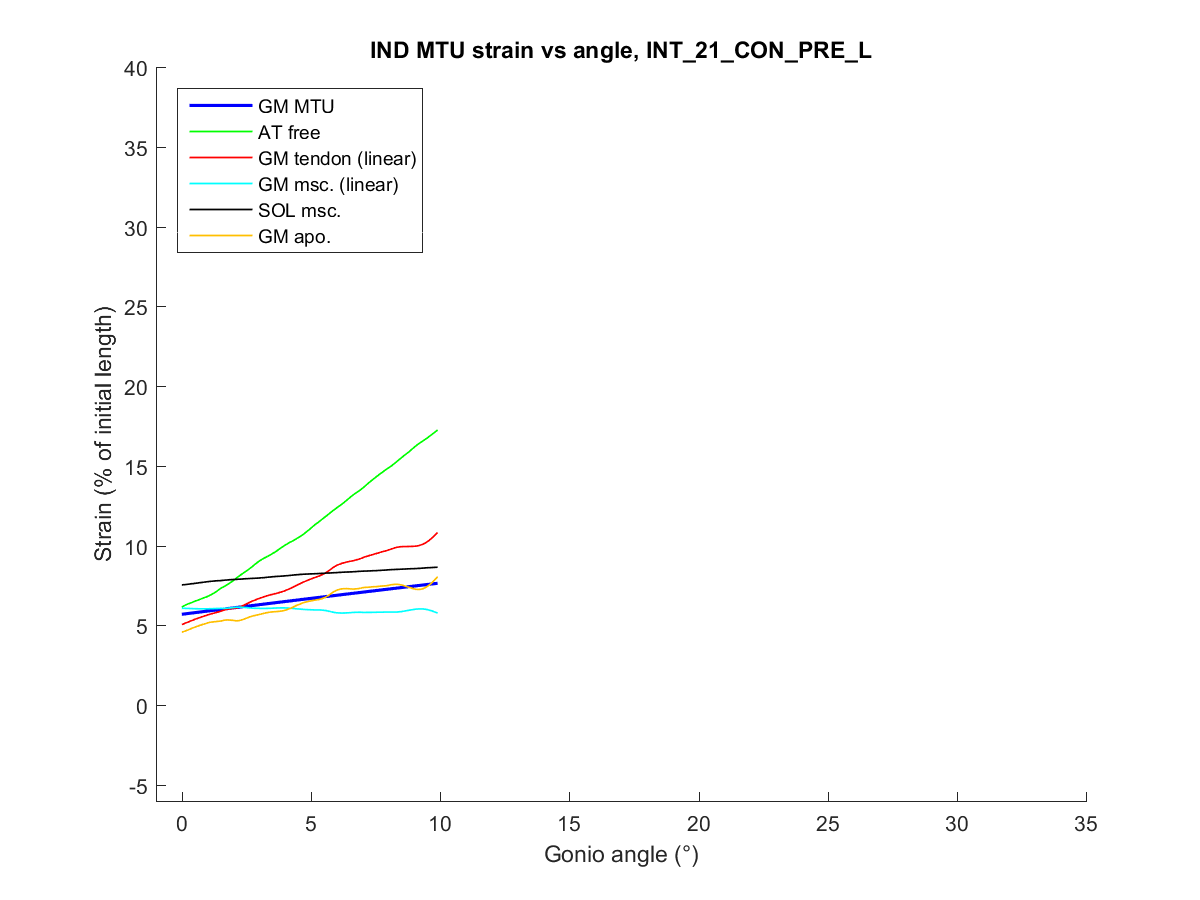 IND MTU strain vs angle, INT_21_CON_PRE_L
40
35
30
25
20
15
10
5
0
-5
GM MTU
AT free
GM tendon (linear)
GM msc. (linear)
SOL msc.
GM apo.
Strain (% of initial length)
0 5 10 15 20 25 30 35
Gonio angle (°)